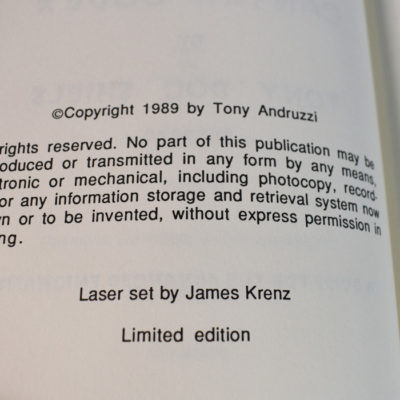 ©Copyright 1989 by Tony Andruzzi
rights reserved. No part of this publication may be
oduced or transmitted in any form by any means,
tronic or mechanical, including photocopy, record-
or any information storage and retrieval system now
n or to be invented, without express permission in
ng.
Laser set by James Krenz
Limited edition